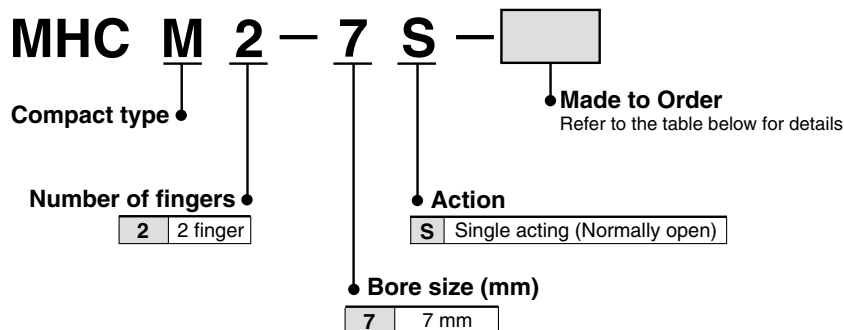 MHC M 2 — 7 S —
Made to Order
Refer to the table below for details
Compact type
Number of fingers
2 2 finger
Action
S Single acting (Normally open)
Bore size (mm)
7 7 mm